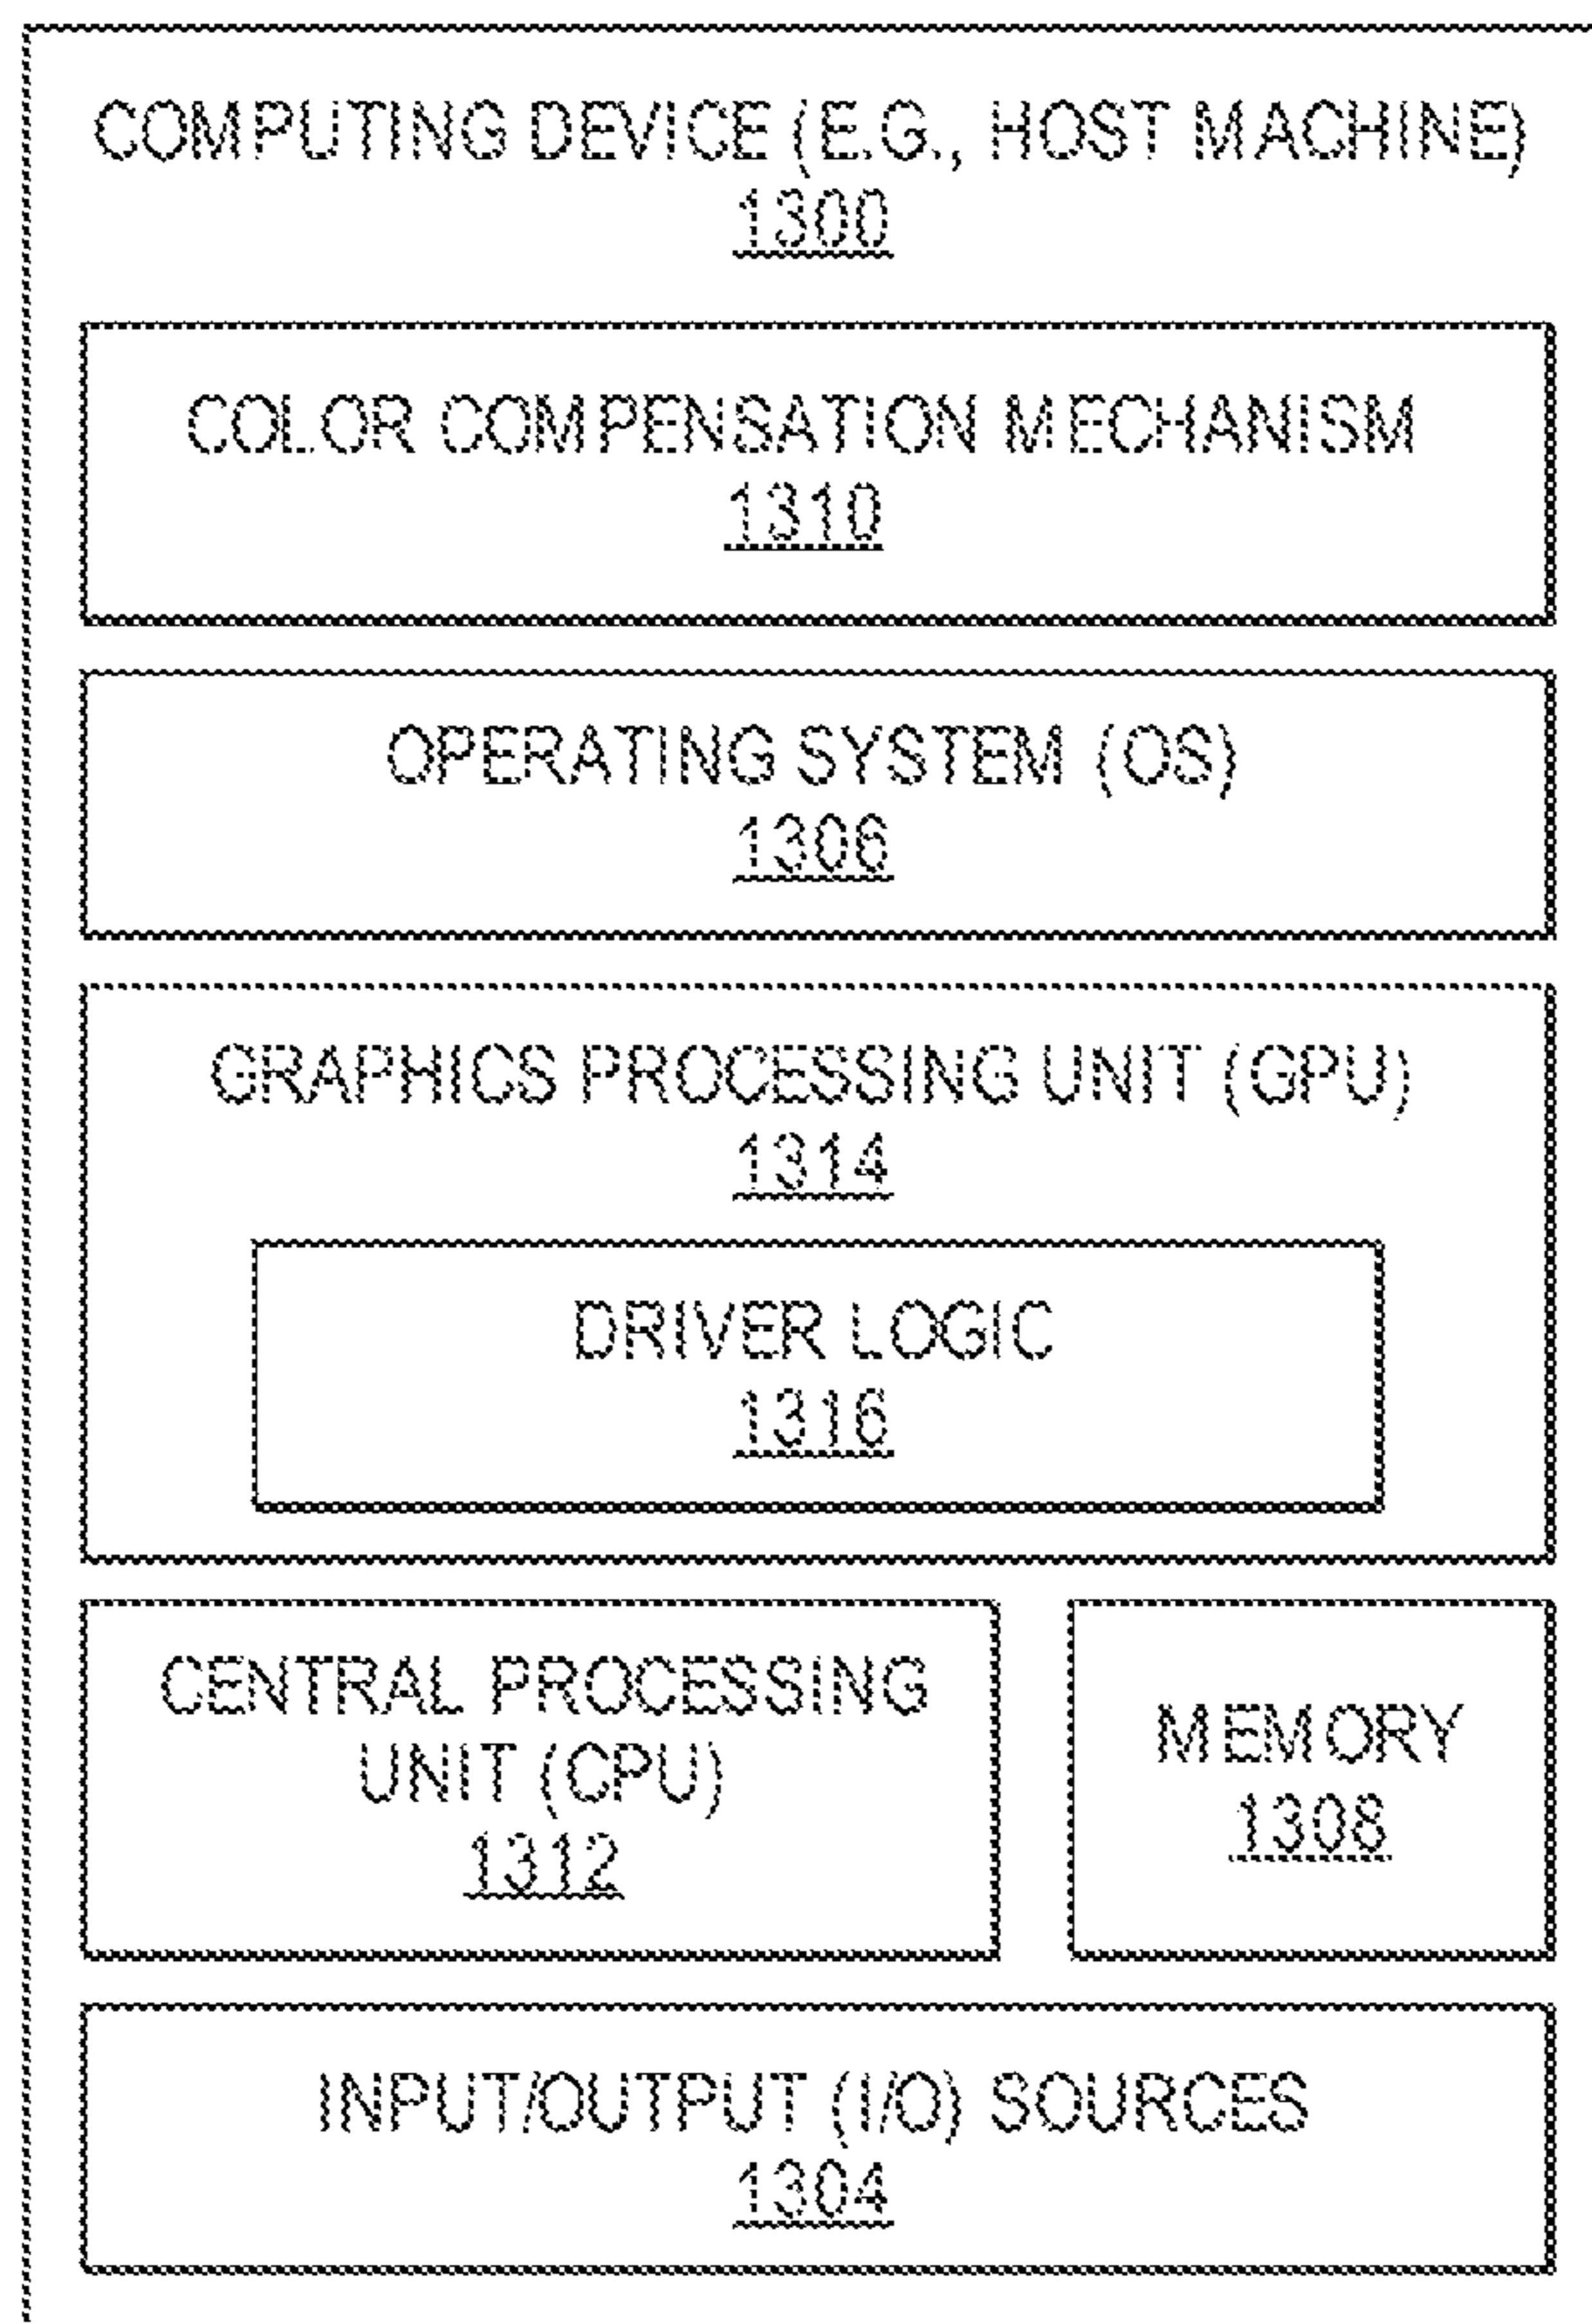 COMPUTING DEVICE (E.G., HOST MACHINE)
1300
COLOR COMPENSATION MECHANISM
1310
OPERATING SYSTEM (OS)
1306
GRAPHICS PROCESSING UNIT (GPU)
1314
DRIVER LOGIC
1316
CENTRAL PROCESSING
UNIT (CPU)
1312
MEMORY
1308
INPUT/OUTPUT (I/O) SOURCES
1304